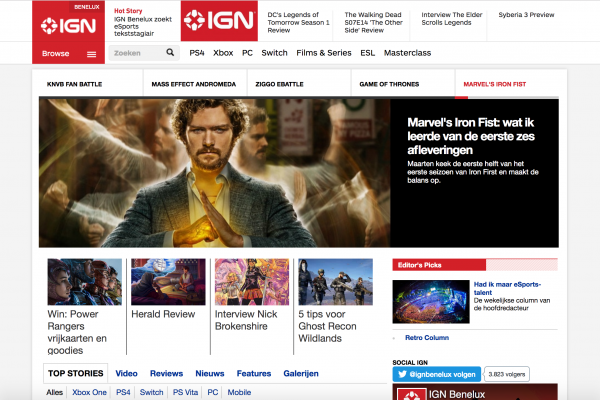 BENELUX
IGN
Browse
Hot Story
IGN Benelux zoekt
eSports
tekststagiair
IGN
DC's Legends of
Tomorrow Season 1
Review
The Walking Dead
S07E14 'The Other
Side' Review
Interview The Elder
Scrolls Legends
Syberia 3 Preview
Zoeken
PS4 Xbox PC Switch Films & Series ESL Masterclass
KNVB FAN BATTLE
MASS EFFECT ANDROMEDA
ZIGGO EBATTLE
GAME OF THRONES
MARVEL'S IRON FIST
Marvel's Iron Fist: wat ik
leerde van de eerste zes
afleveringen
Maarten keek de eerste helft van het
eerste seizoen van Iron First en maakt de
balans op.
Win: Power
Rangers
vrijkaarten en
goodies
Herald Review
Interview Nick
Brokenshire
5 tips voor
Ghost Recon
Wildlands
Editor's Picks
Had ik maar eSports-
talent
De wekelijkse column van
de hoofdredacteur
Retro Column
SOCIAL IGN
@ignbenelux volgen
3.823 volgers
IGN Benelux
TOP STORIES Video Reviews Nieuws Features Galerijen
Alles Xbox One PS4 Switch PS Vita PC Mobile